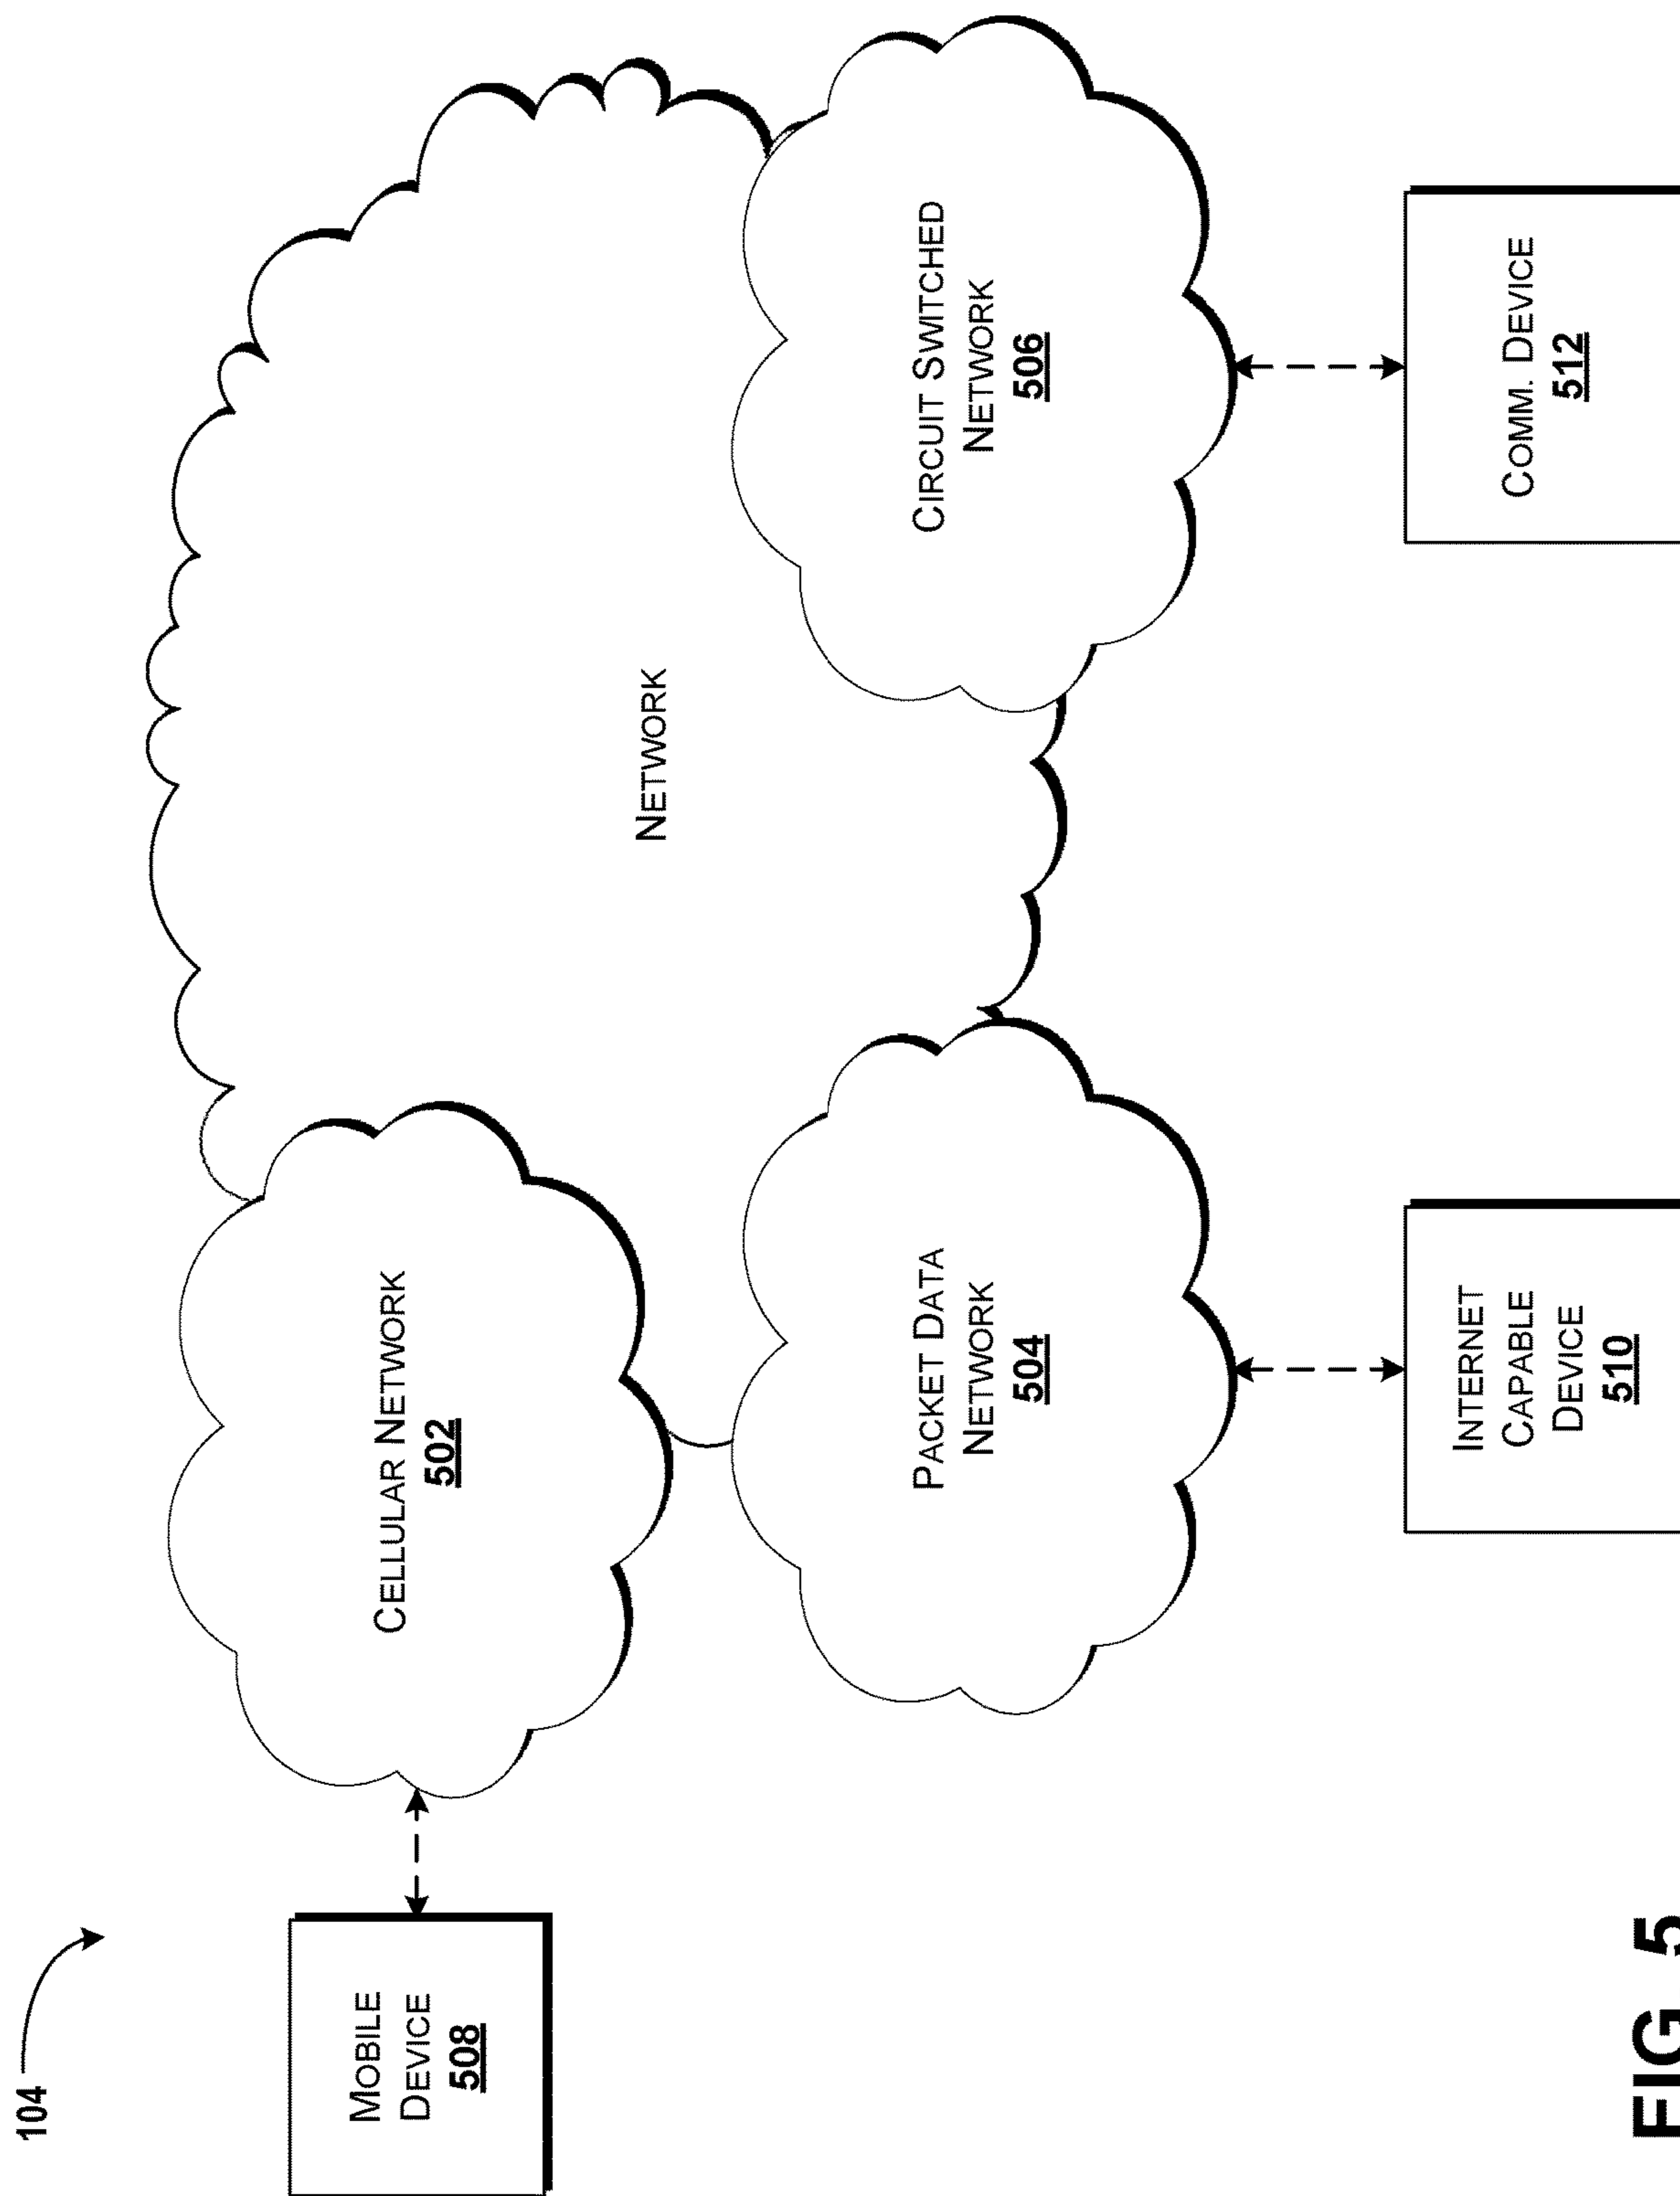 104
MOBILE
DEVICE
508
CELLULAR NETWORK
502
NETWORK
PACKET DATA
NETWORK
504
CIRCUIT SWITCHED
NETWORK
506
INTERNET
CAPABLE
DEVICE
510
COMM. DEVICE
512
FIG. 5